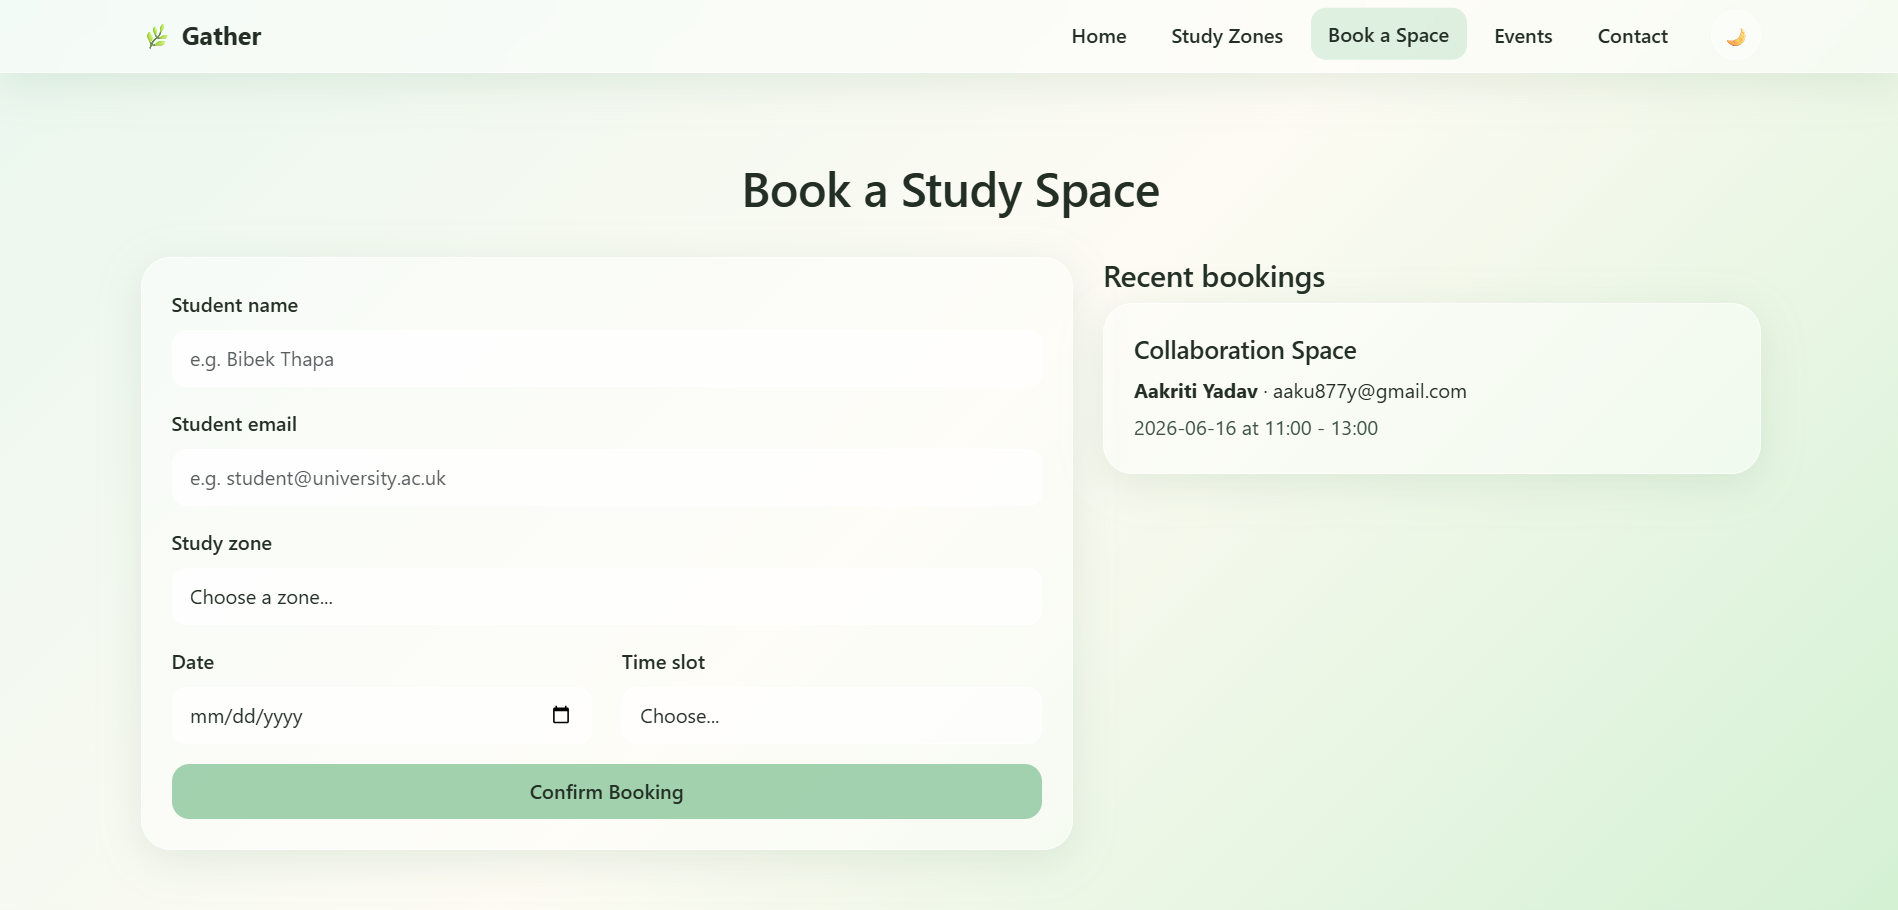 Gather
Home
Study Zones
Book a Space
Events
Contact
Book a Study Space
Student name
e.g. Bibek Thapa
Student email
e.g. student@university.ac.uk
Study zone
Choose a zone...
Date
Time slot
mm/dd/yyyy
Choose...
Confirm Booking
Recent bookings
Collaboration Space
Aakriti Yadav · aaku877y@gmail.com
2026-06-16 at 11:00 - 13:00